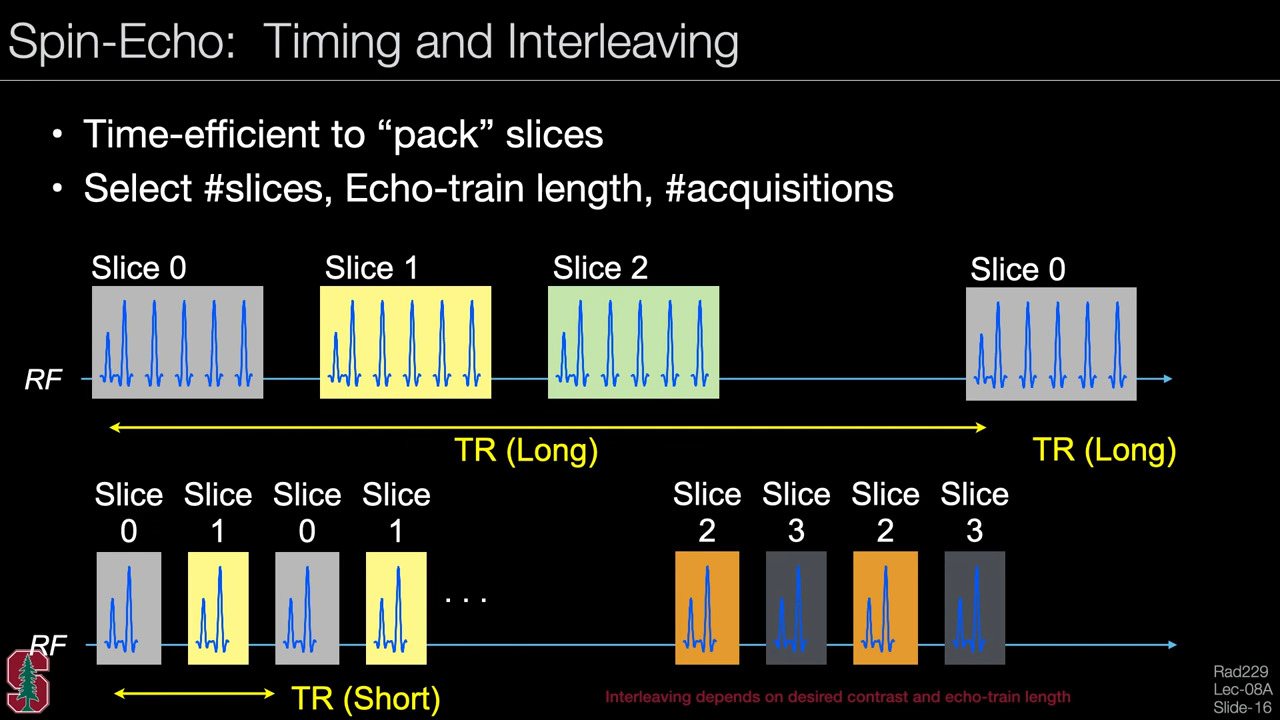 Spin-Echo: Timing and Interleaving
• Time-efficient to “pack” slices
• Select #slices, Echo-train length, #acquisitions
Slice 0 Slice 1 Slice 2 Slice 0
RF
TR (Long) TR (Long)
Slice Slice Slice Slice Slice Slice Slice Slice
0 1 0 1 2 3 2 3
. . .
RF
TR (Short)
Interleaving depends on desired contrast and echo-train length
Rad229
Lec-08A
Slide-16
S